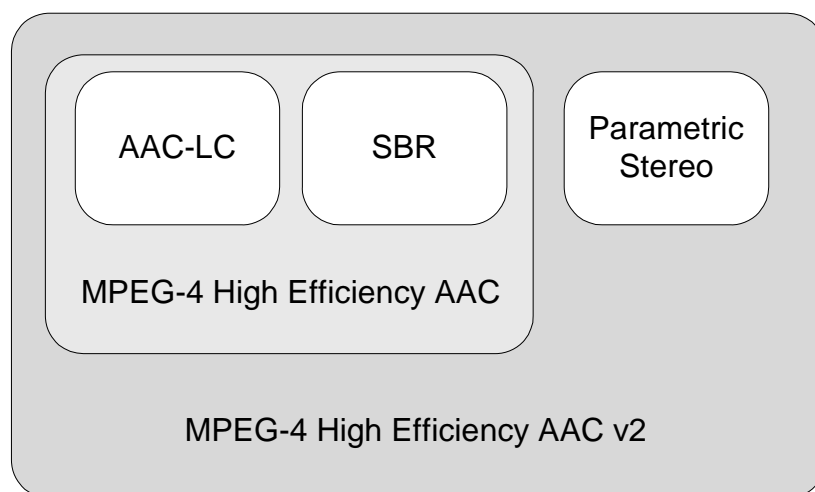 AAC-LC
SBR
Parametric
Stereo
MPEG-4 High Efficiency AAC
MPEG-4 High Efficiency AAC v2